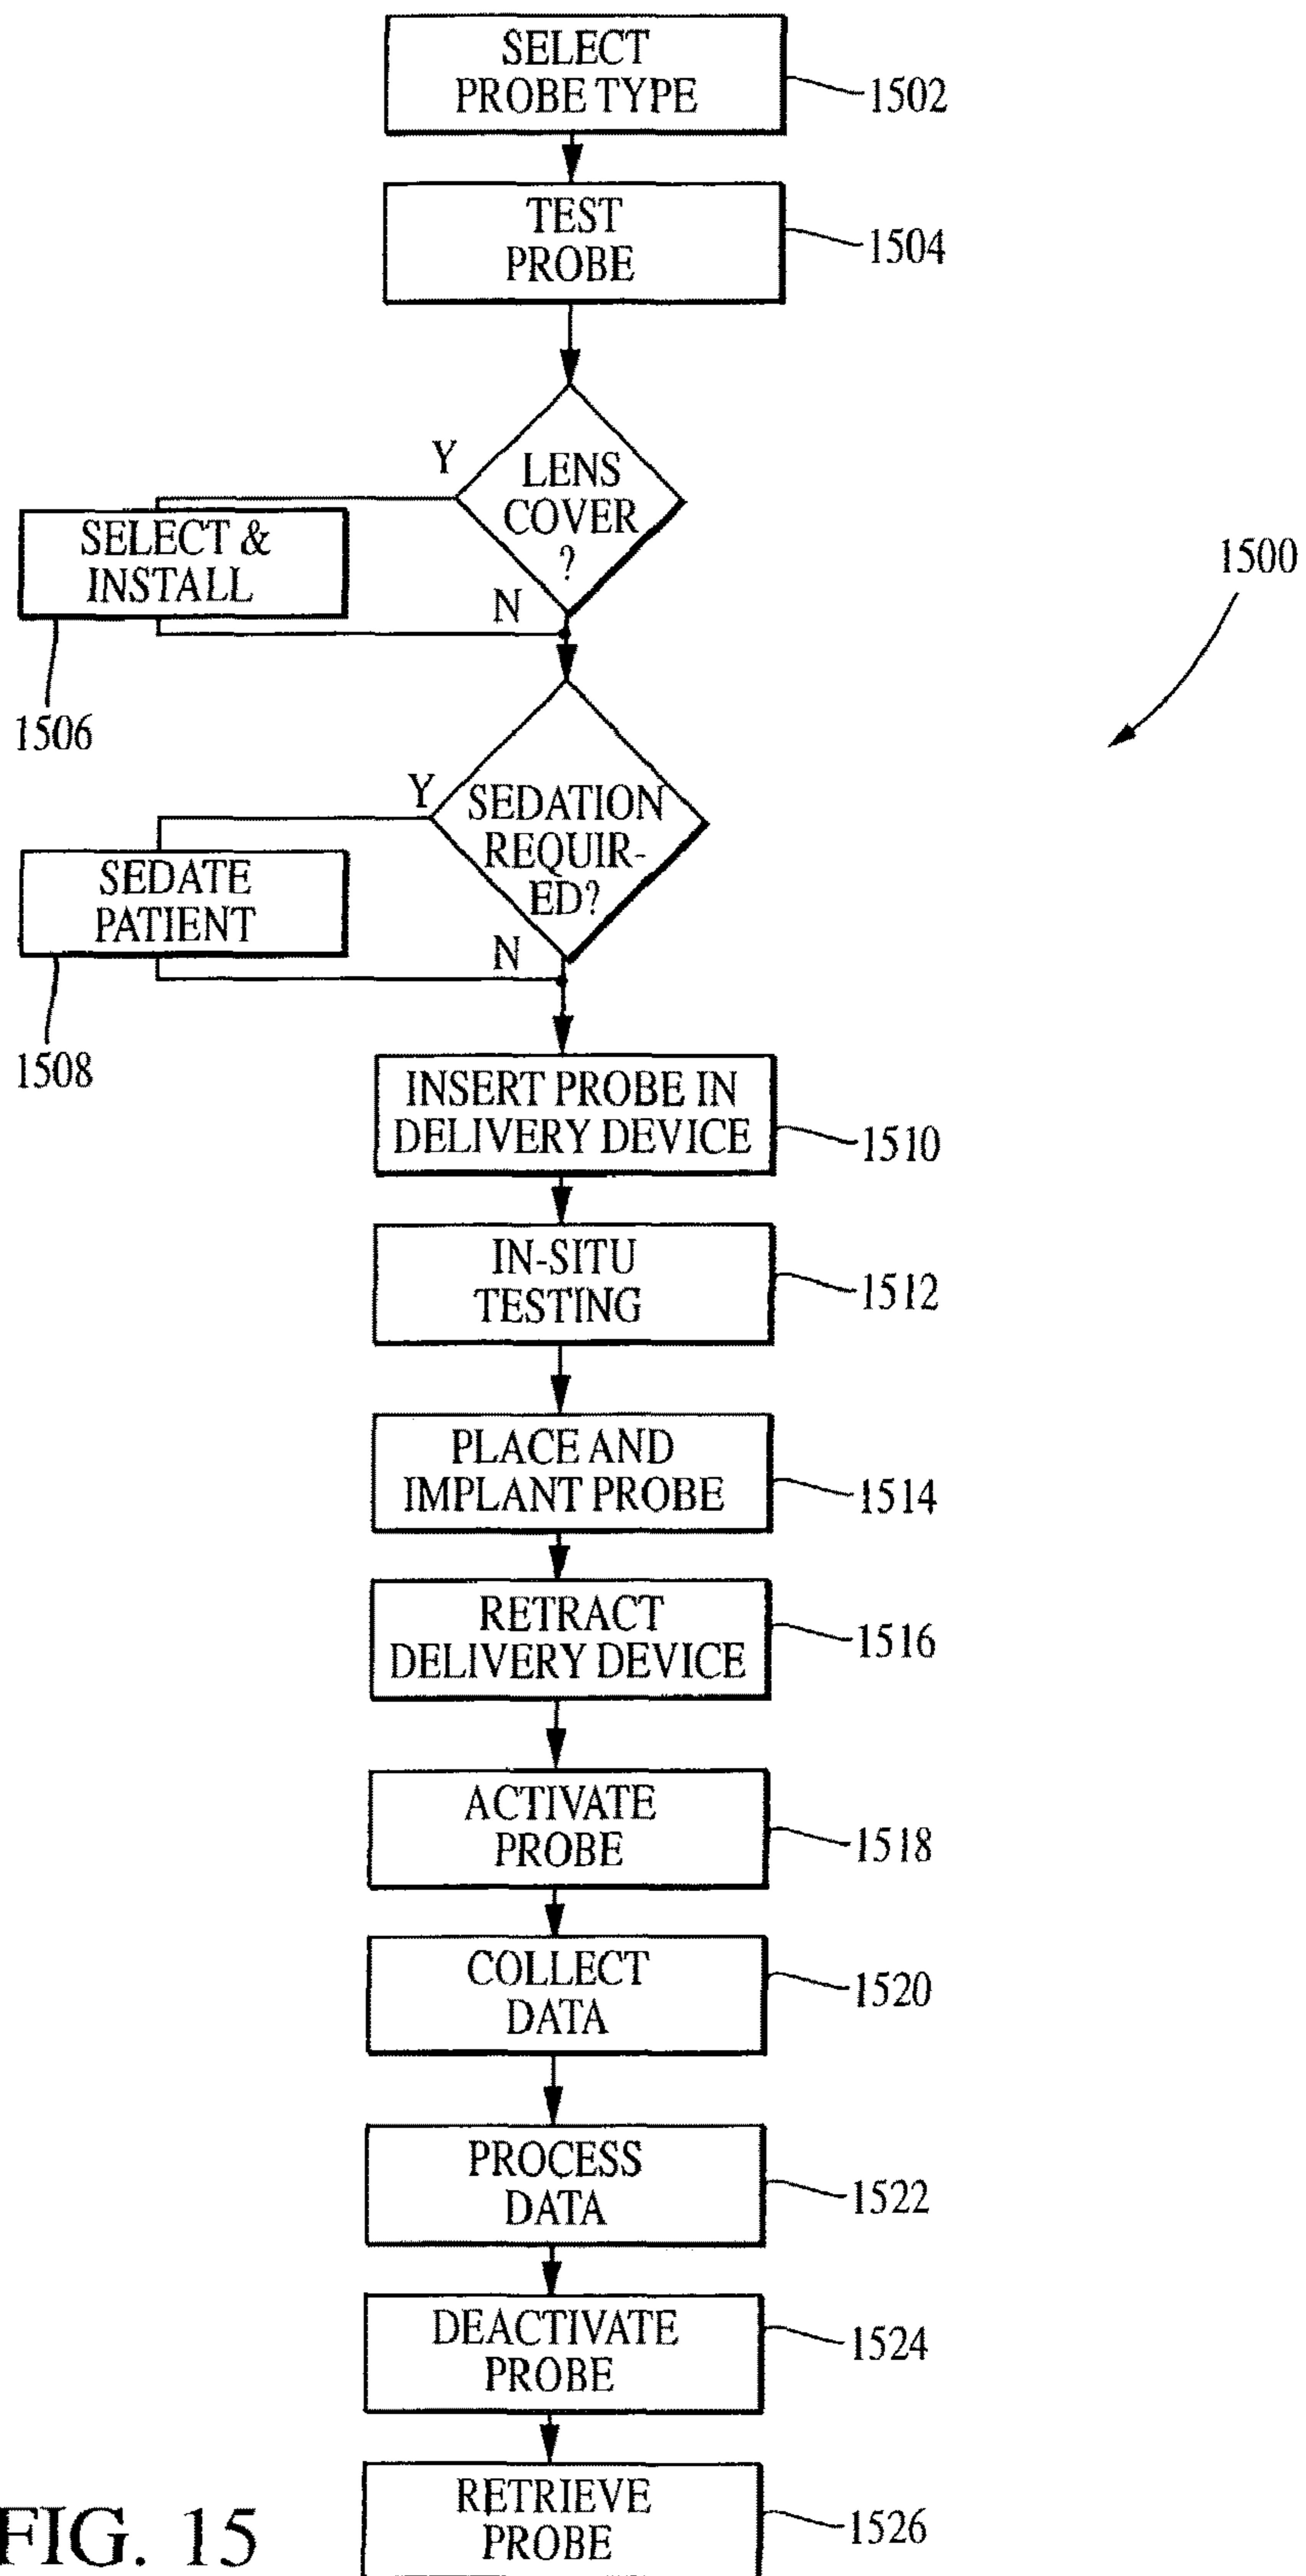 SELECT
PROBE TYPE
1502
TEST
PROBE
1504
Y
LENS
COVER
?
N
SELECT &
INSTALL
1506
1500
Y
SEDATION
REQUIR-
ED?
N
SEDATE
PATIENT
1508
INSERT PROBE IN
DELIVERY DEVICE
1510
IN-SITU
TESTING
1512
PLACE AND
IMPLANT PROBE
1514
RETRACT
DELIVERY DEVICE
1516
ACTIVATE
PROBE
1518
COLLECT
DATA
1520
PROCESS
DATA
1522
DEACTIVATE
PROBE
1524
RETRIEVE
PROBE
1526
FIG. 15